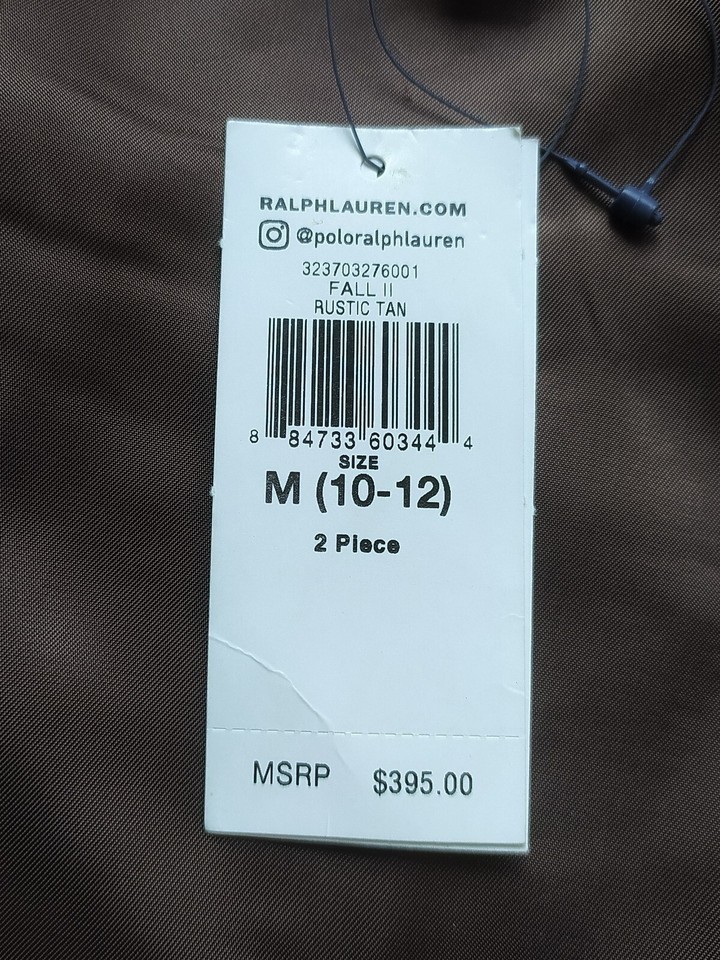 RALPHLAUREN.COM
@poloralphlauren
323703276001
FALL II
RUSTIC TAN
8 84733 60344 4
SIZE
M (10-12)
2 Piece
MSRP $395.00